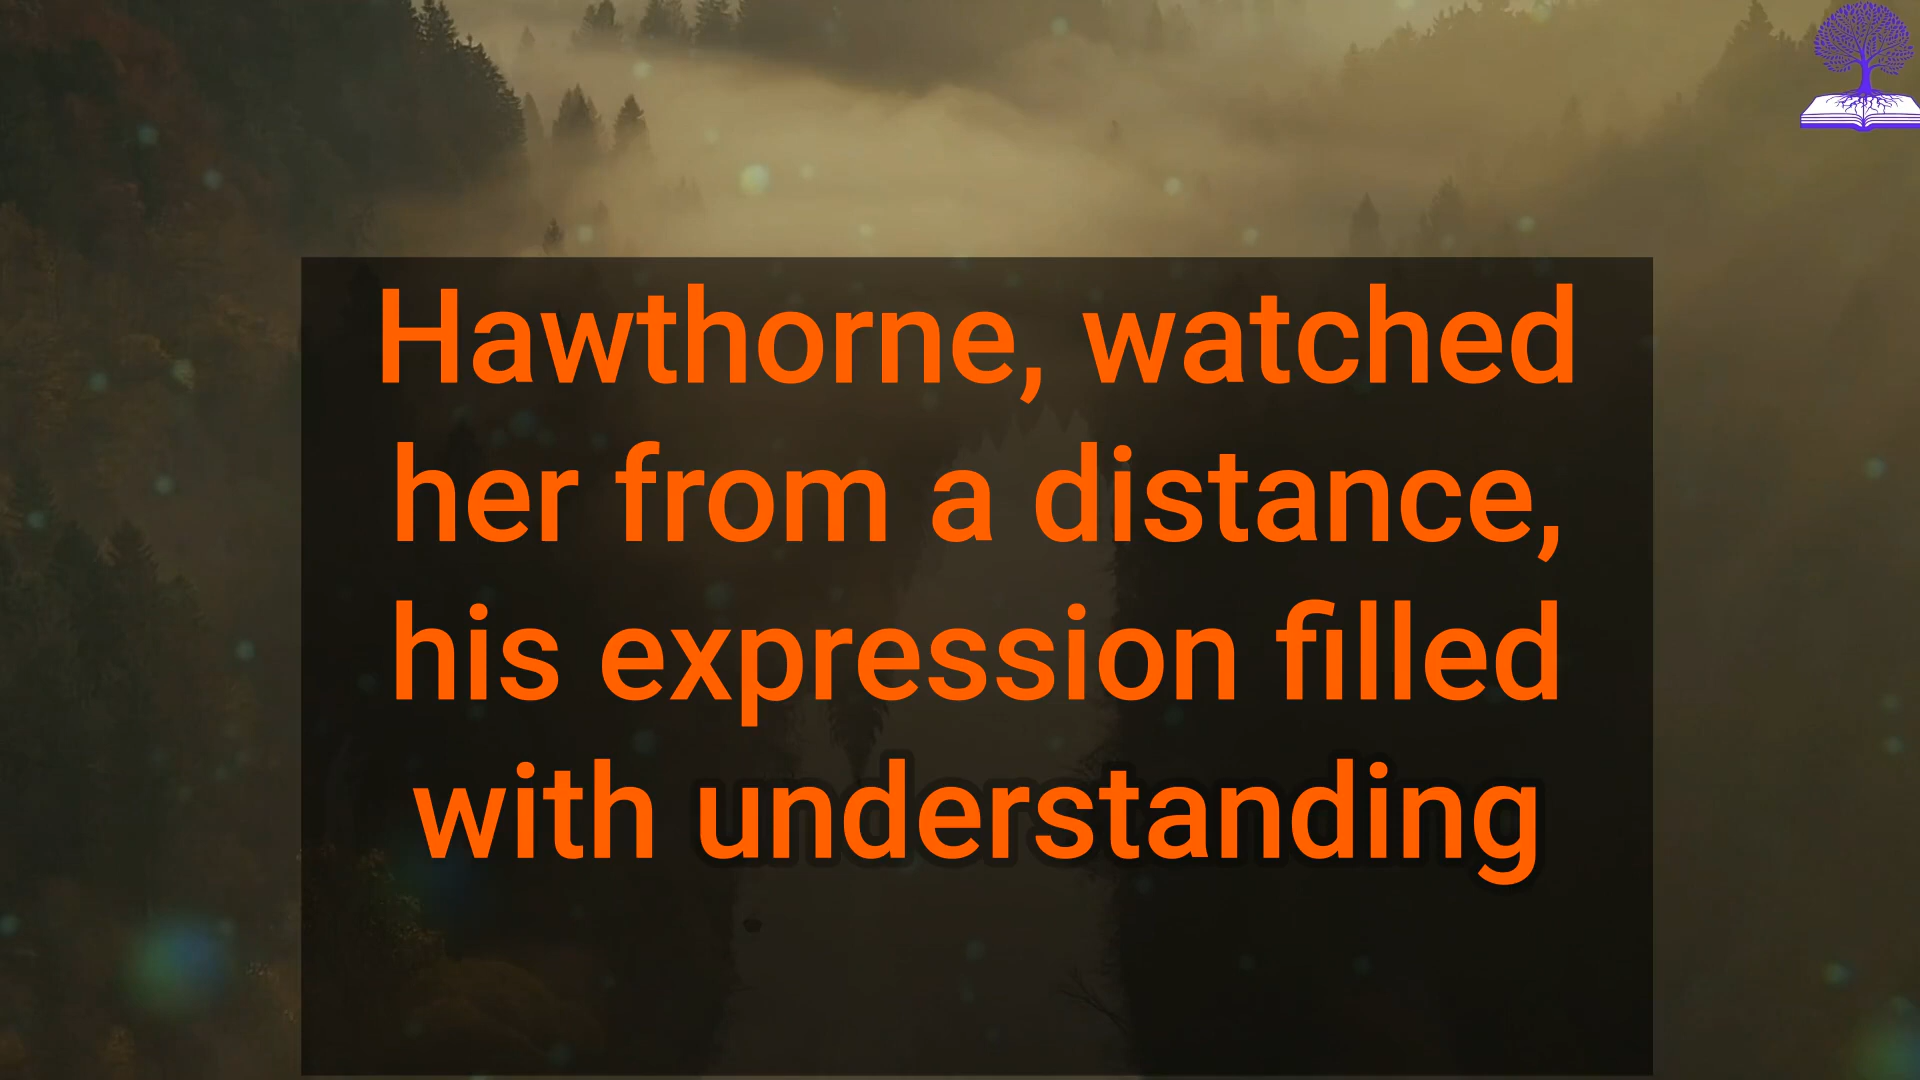 Hawthorne, watched
her from a distance,
his expression filled
with understanding